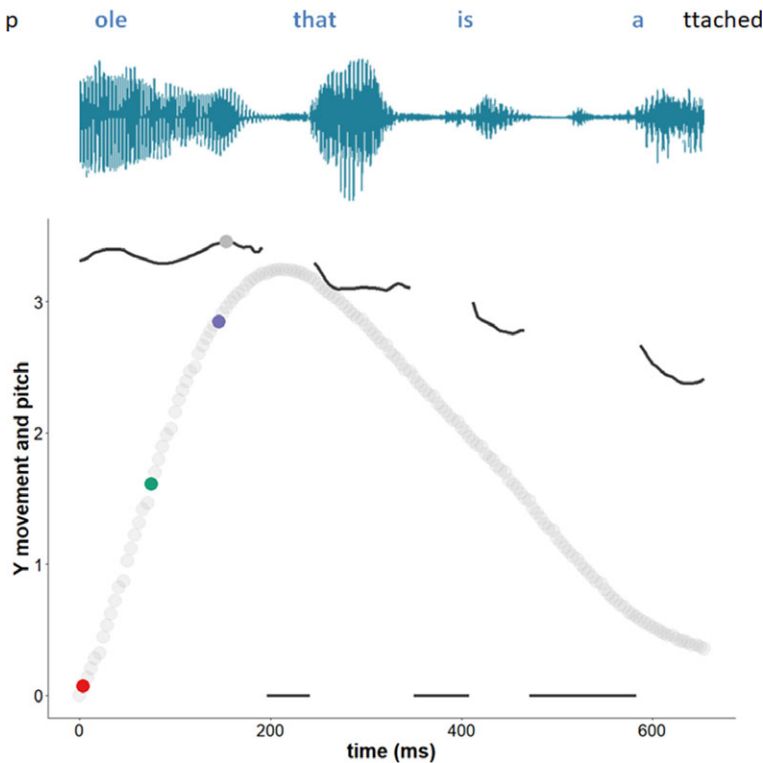 p ole that is a ttached
3
2
1
0
Y movement and pitch
0 200 400 600
time (ms)